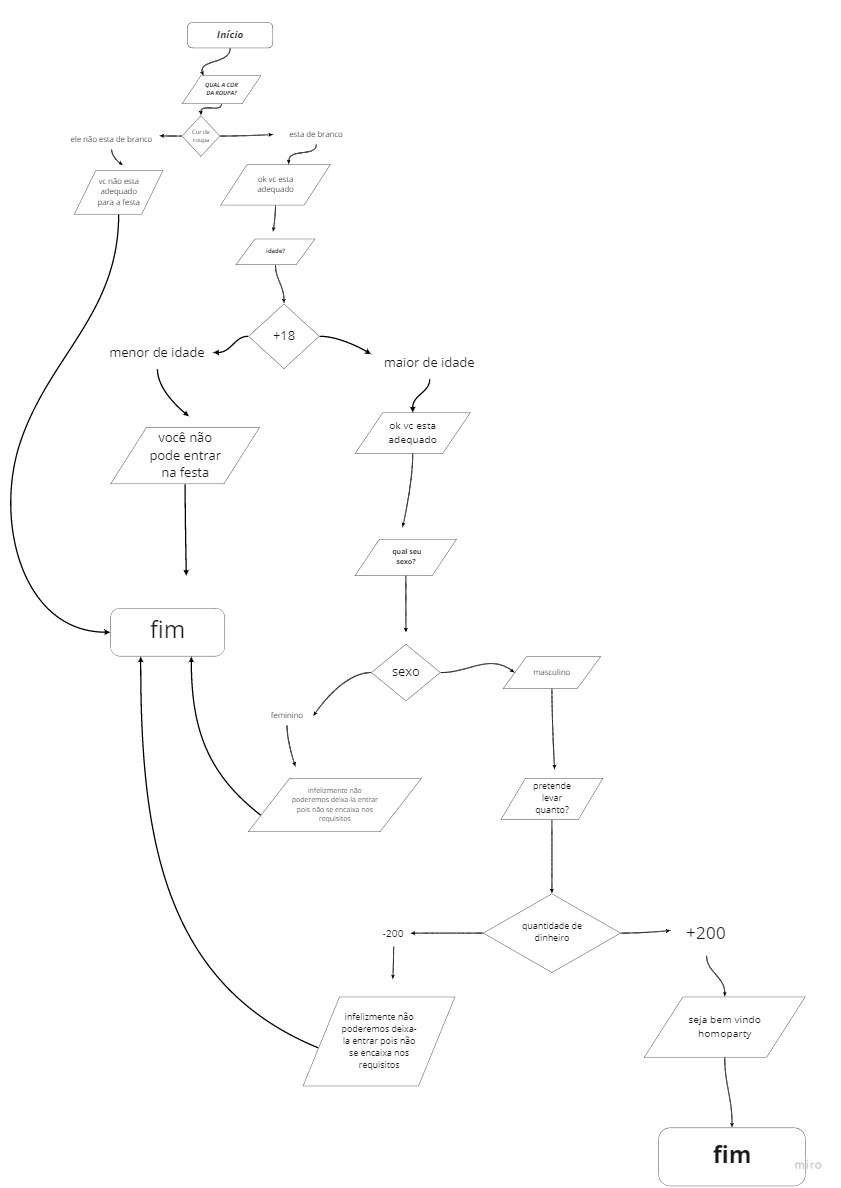 Início
QUAL A COR
DA ROUPA?
Cor de
roupa
ele não esta de branco
esta de branco
vc não esta
adequado
para a festa
ok vc esta
adequado
idade?
+18
menor de idade
maior de idade
ok vc esta
adequado
você não
pode entrar
na festa
qual seu
sexo?
fim
sexo
masculino
feminino
infelizmente não
poderemos deixa-la entrar
pois não se encaixa nos
requisitos
pretende
levar
quanto?
quantidade de
dinheiro
-200
+200
infelizmente não
poderemos deixa-
la entrar pois não
se encaixa nos
requisitos
seja bem vindo
homoparty
fim
miro